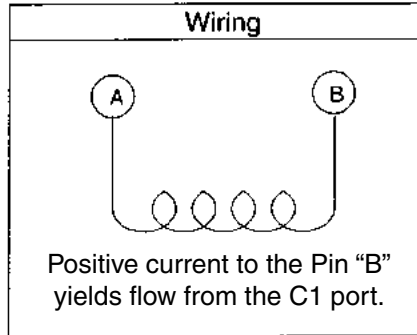 Wiring
A B
Positive current to the Pin “B”
yields flow from the C1 port.